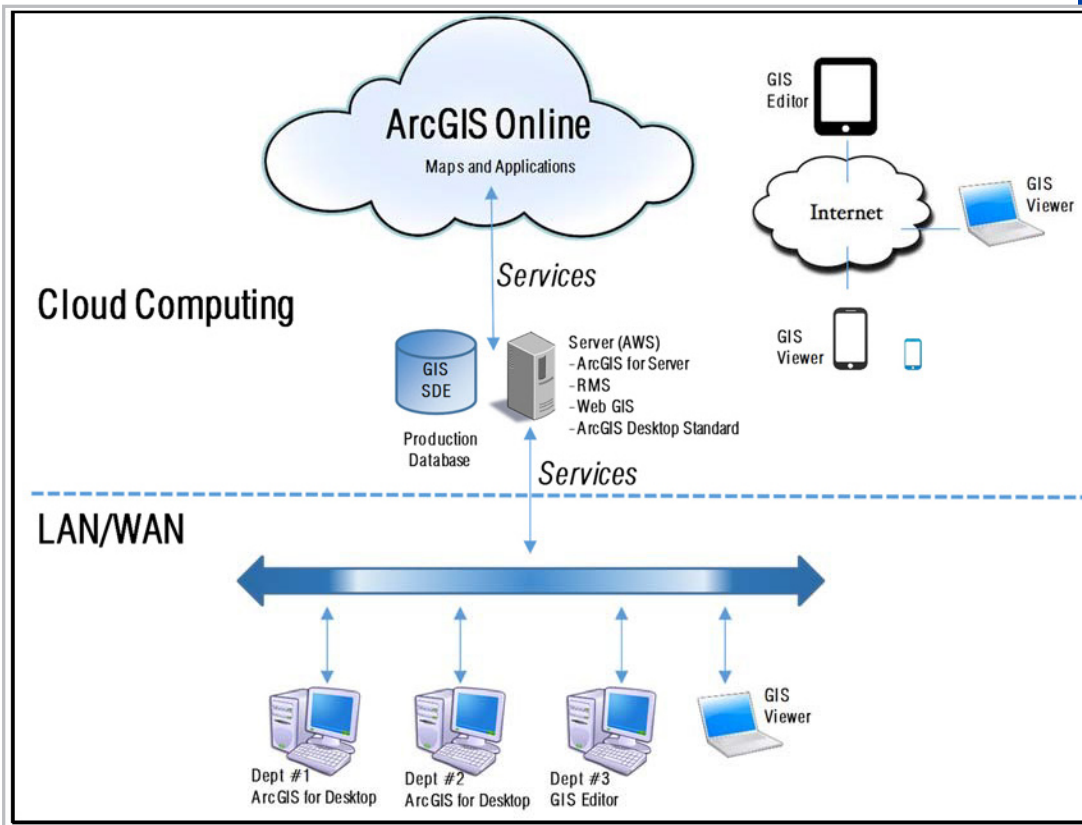 ArcGIS Online
Maps and Applications
GIS
Editor
Internet
GIS
Viewer
GIS
Viewer
Services
Cloud Computing
GIS
SDE
Production
Database
Server (AWS)
-ArcGIS for Server
-RMS
-Web GIS
-ArcGIS Desktop Standard
Services
LAN/WAN
Dept #1
ArcGIS for Desktop
Dept #2
ArcGIS for Desktop
Dept #3
GIS Editor
GIS
Viewer